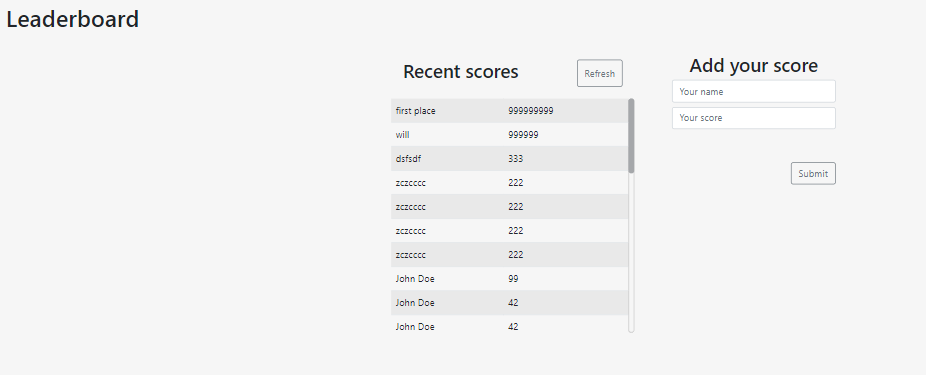 Leaderboard
Recent scores
Refresh
first place 999999999
will 999999
dsfsdf 333
zczcccc 222
zczcccc 222
zczcccc 222
zczcccc 222
John Doe 99
John Doe 42
John Doe 42
Add your score
Your name
Your score
Submit